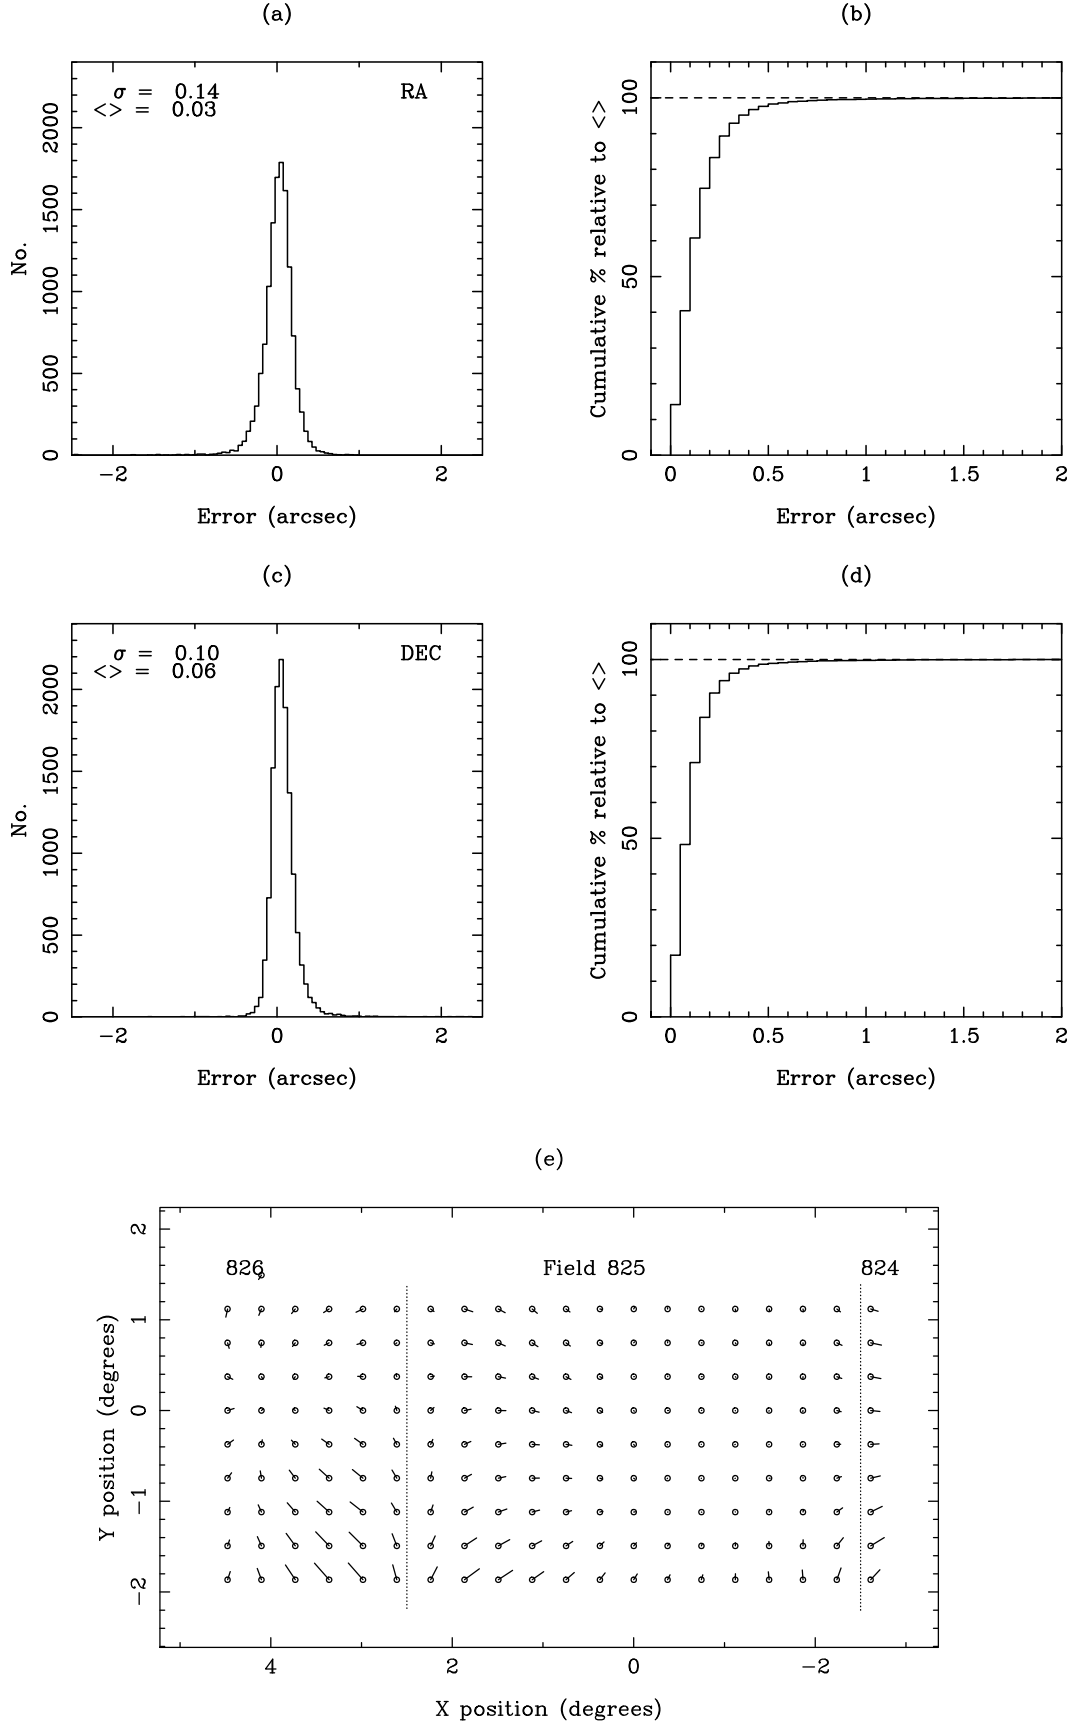 (a)
σ = 0.14
<> = 0.03
RA
No.
0
500
1000
1500
2000
−2
0
2
Error (arcsec)
(b)
Cumulative % relative to <>
0
50
100
0
0.5
1
1.5
2
Error (arcsec)
(c)
σ = 0.10
<> = 0.06
DEC
No.
0
500
1000
1500
2000
−2
0
2
Error (arcsec)
(d)
Cumulative % relative to <>
0
50
100
0
0.5
1
1.5
2
Error (arcsec)
(e)
826
Field 825
824
Y position (degrees)
2
1
0
−1
−2
4
2
0
−2
X position (degrees)